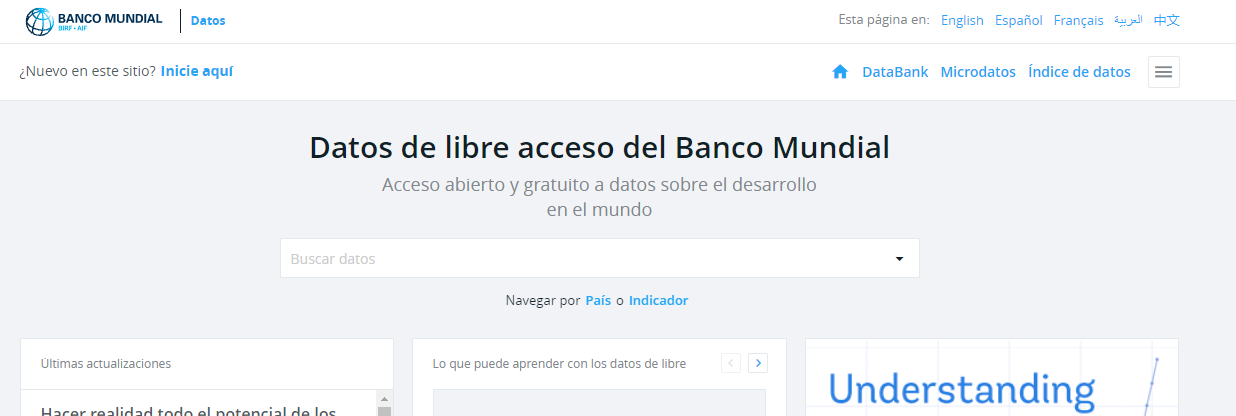 BANCO MUNDIAL
BIRF • AIF
Datos
Esta página en: English Español Français العربية 中文
¿Nuevo en este sitio? Inicie aquí
DataBank Microdatos Índice de datos
Datos de libre acceso del Banco Mundial
Acceso abierto y gratuito a datos sobre el desarrollo
en el mundo
Buscar datos
Navegar por País o Indicador
Últimas actualizaciones
Hacer realidad todo el potencial de los
Lo que puede aprender con los datos de libre
Understanding